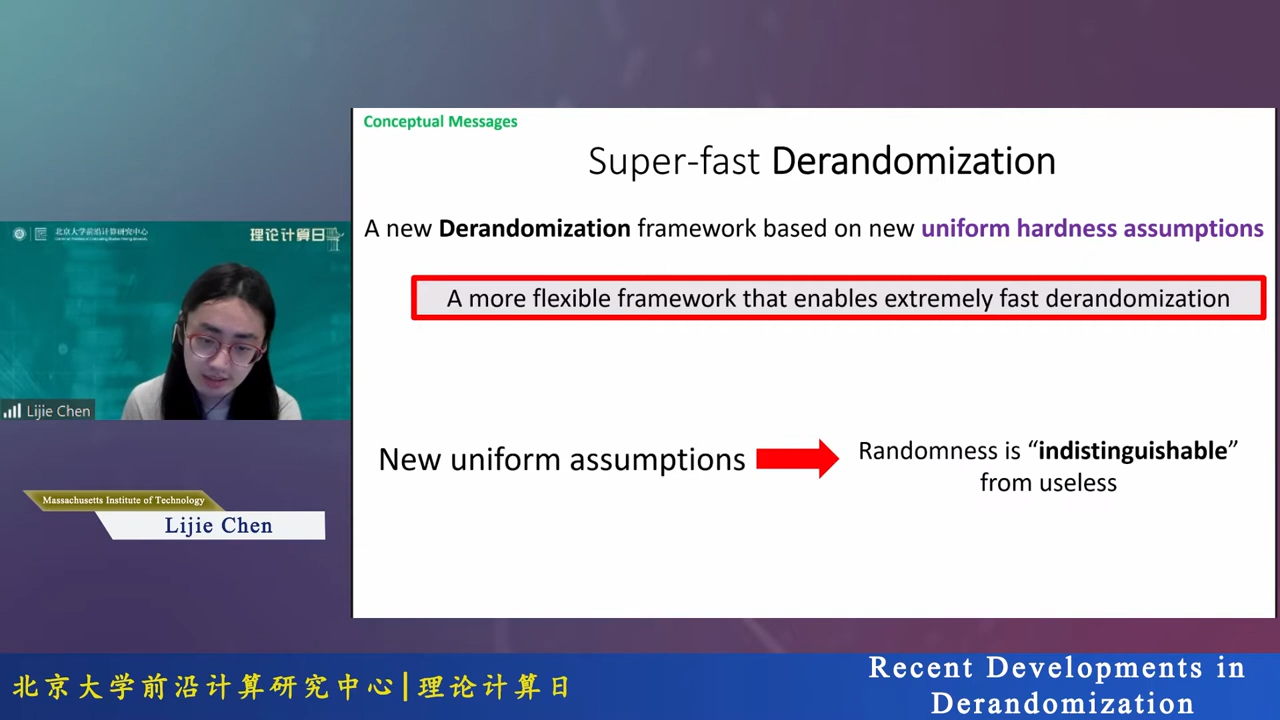 Conceptual Messages
Super-fast Derandomization
A new Derandomization framework based on new uniform hardness assumptions
A more flexible framework that enables extremely fast derandomization
New uniform assumptions
Randomness is “indistinguishable”
from useless
北京大学前沿计算研究中心
理论计算日
Lijie Chen
Massachusetts Institute of Technology
Lijie Chen
北京大学前沿计算研究中心|理论计算日
Recent Developments in
Derandomization